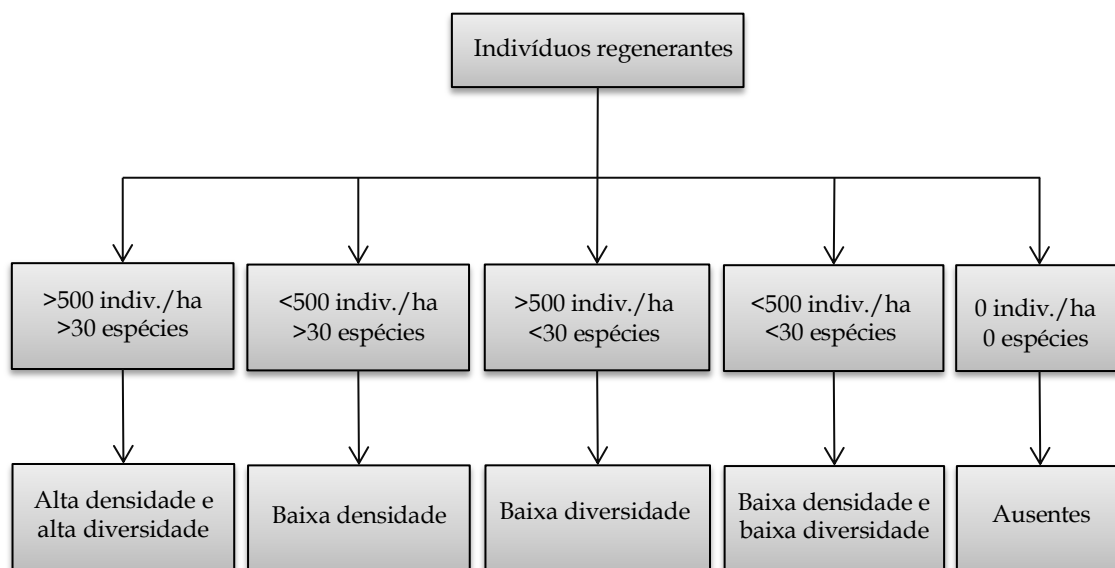 Indivíduos regenerantes
>500 indiv./ha
>30 espécies
<500 indiv./ha
>30 espécies
>500 indiv./ha
<30 espécies
<500 indiv./ha
<30 espécies
0 indiv./ha
0 espécies
Alta densidade e
alta diversidade
Baixa densidade
Baixa diversidade
Baixa densidade e
baixa diversidade
Ausentes